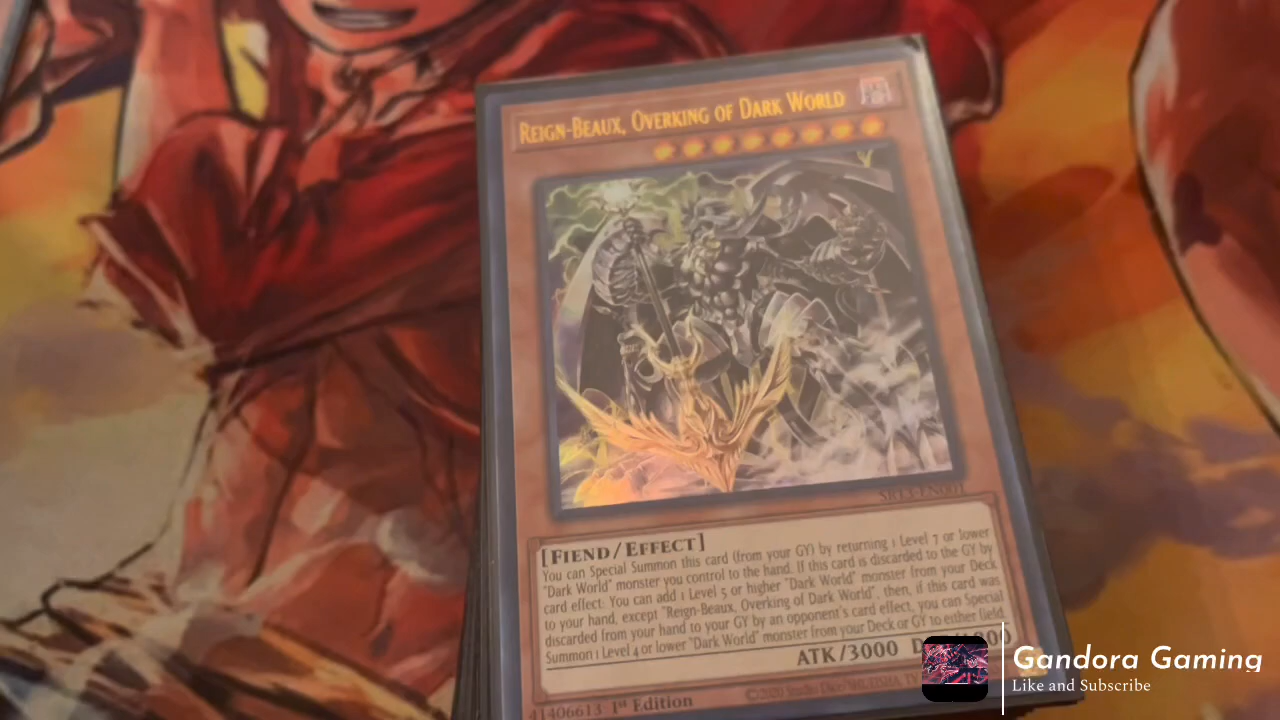 Reign-Beaux, Overking of Dark World
SR13-EN001
[Fiend/Effect]
You can Special Summon this card (from your GY) by returning 1 Level 7 or lower
"Dark World" monster you control to the hand. If this card is discarded to the GY by
card effect: You can add 1 Level 5 or higher "Dark World" monster from your Deck
to your hand, except "Reign-Beaux, Overking of Dark World", then, if this card was
discarded from your hand to your GY by an opponent's card effect, you can Special
Summon 1 Level 4 or lower "Dark World" monster from your Deck or GY to either field.
ATK/3000
41406613 1st Edition
©2020 Studio Dice/
Gandora Gaming
Like and Subscribe